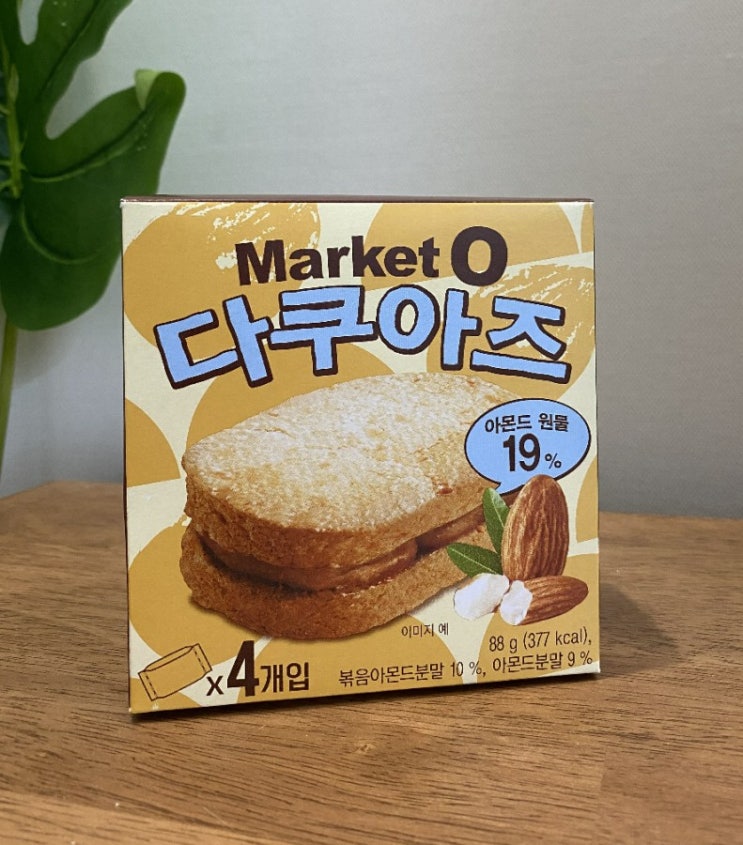 Market O
다쿠아즈
아몬드 원물
19%
이미지 예
88 g (377 kcal),
x4개입
볶음아몬드분말 10 %, 아몬드분말 9 %